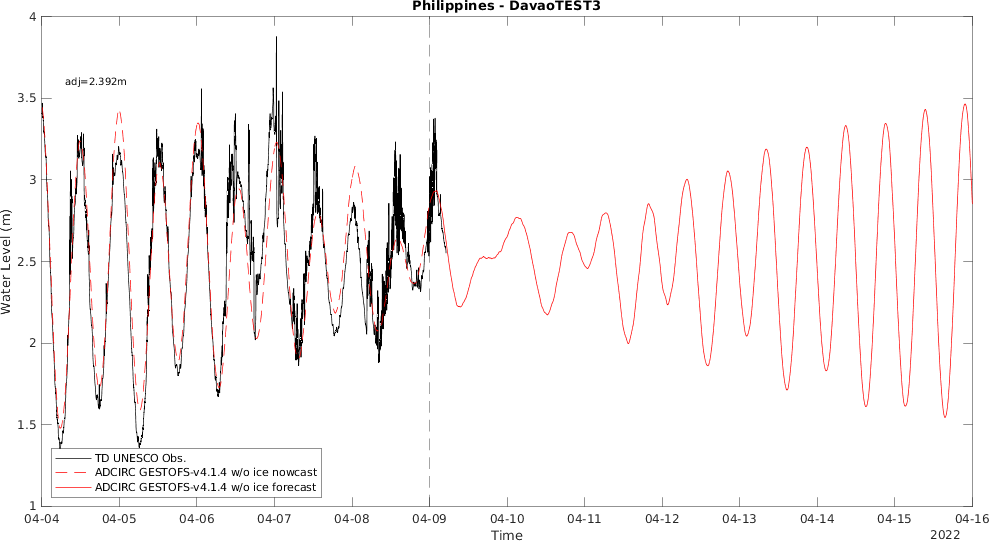 Philippines - DavaoTEST3
4
3.5
3
2.5
2
1.5
1
Water Level (m)
adj=2.392m
TD UNESCO Obs.
ADCIRC GESTOFS-v4.1.4 w/o ice nowcast
ADCIRC GESTOFS-v4.1.4 w/o ice forecast
04-04 04-05 04-06 04-07 04-08 04-09 04-10 04-11 04-12 04-13 04-14 04-15 04-16
Time
2022